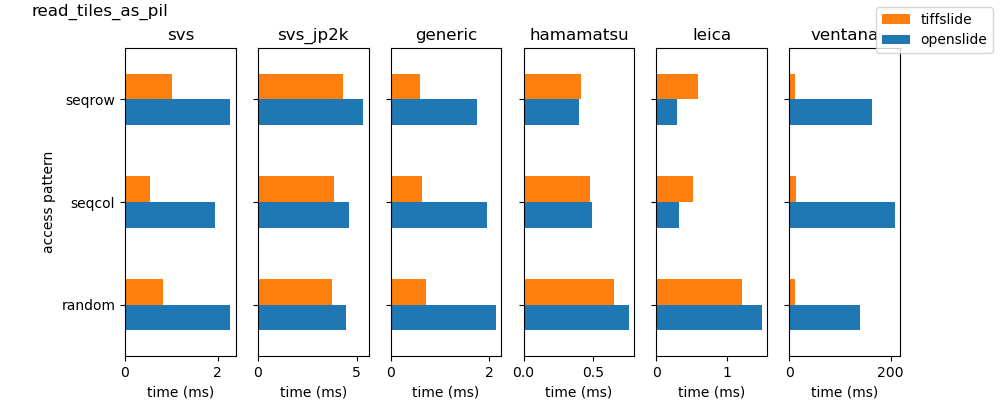 read_tiles_as_pil
tiffslide
openslide
svs
svs_jp2k
generic
hamamatsu
leica
ventana
access pattern
seqrow
seqcol
random
0 2
0 5
0 2
0.0 0.5
0 1
0 200
time (ms)
time (ms)
time (ms)
time (ms)
time (ms)
time (ms)